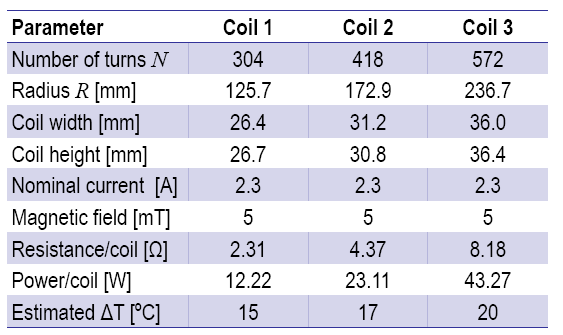 Parameter Coil 1 Coil 2 Coil 3
Number of turns N 304 418 572
Radius R [mm] 125.7 172.9 236.7
Coil width [mm] 26.4 31.2 36.0
Coil height [mm] 26.7 30.8 36.4
Nominal current [A] 2.3 2.3 2.3
Magnetic field [mT] 5 5 5
Resistance/coil [Ω] 2.31 4.37 8.18
Power/coil [W] 12.22 23.11 43.27
Estimated ΔT [ºC] 15 17 20